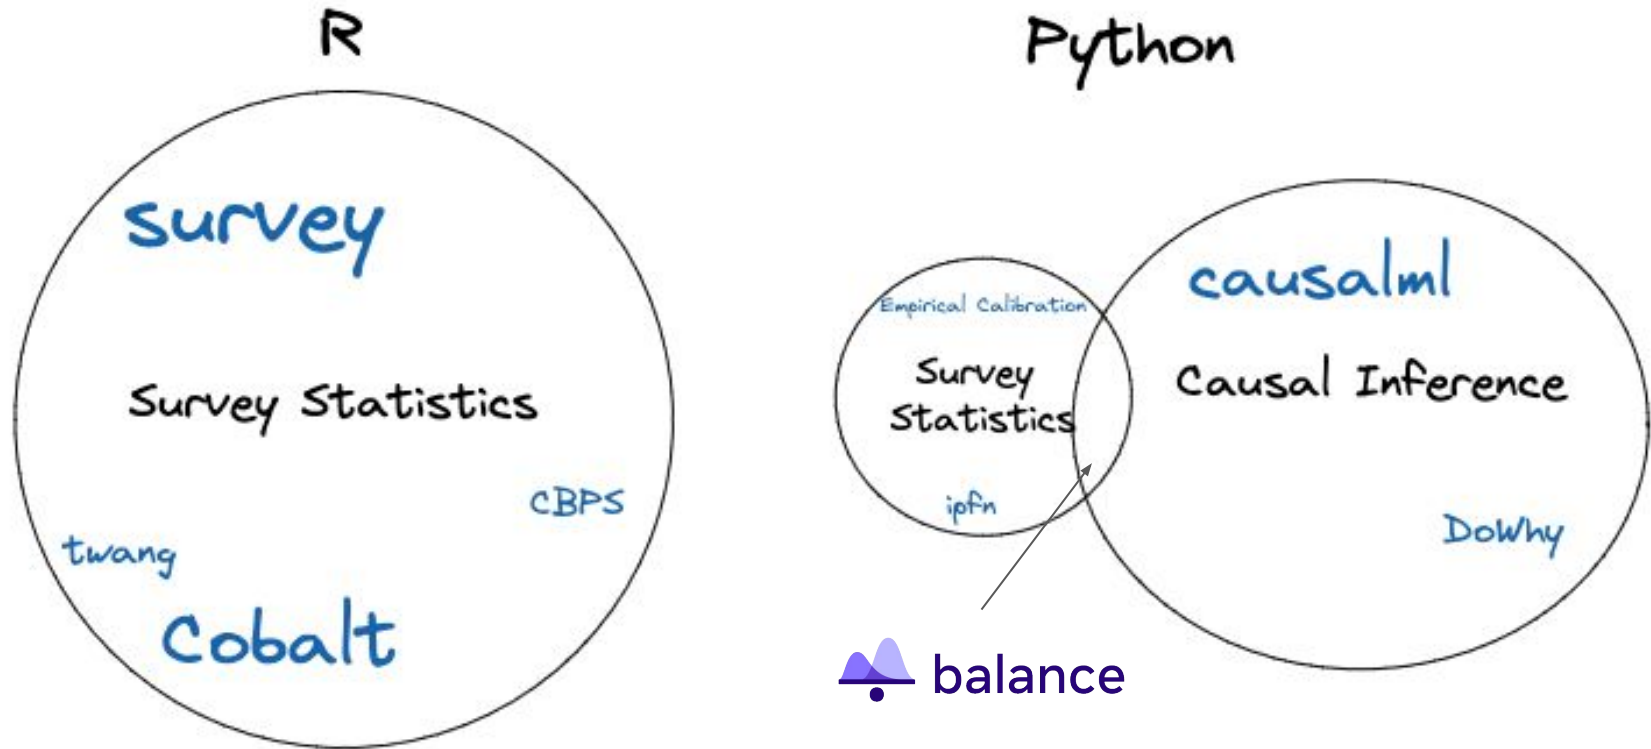 R
survey
Survey Statistics
CBPS
twang
Cobalt
Python
Empirical Calibration
Survey
Statistics
ipfn
causalml
Causal Inference
DoWhy
balance